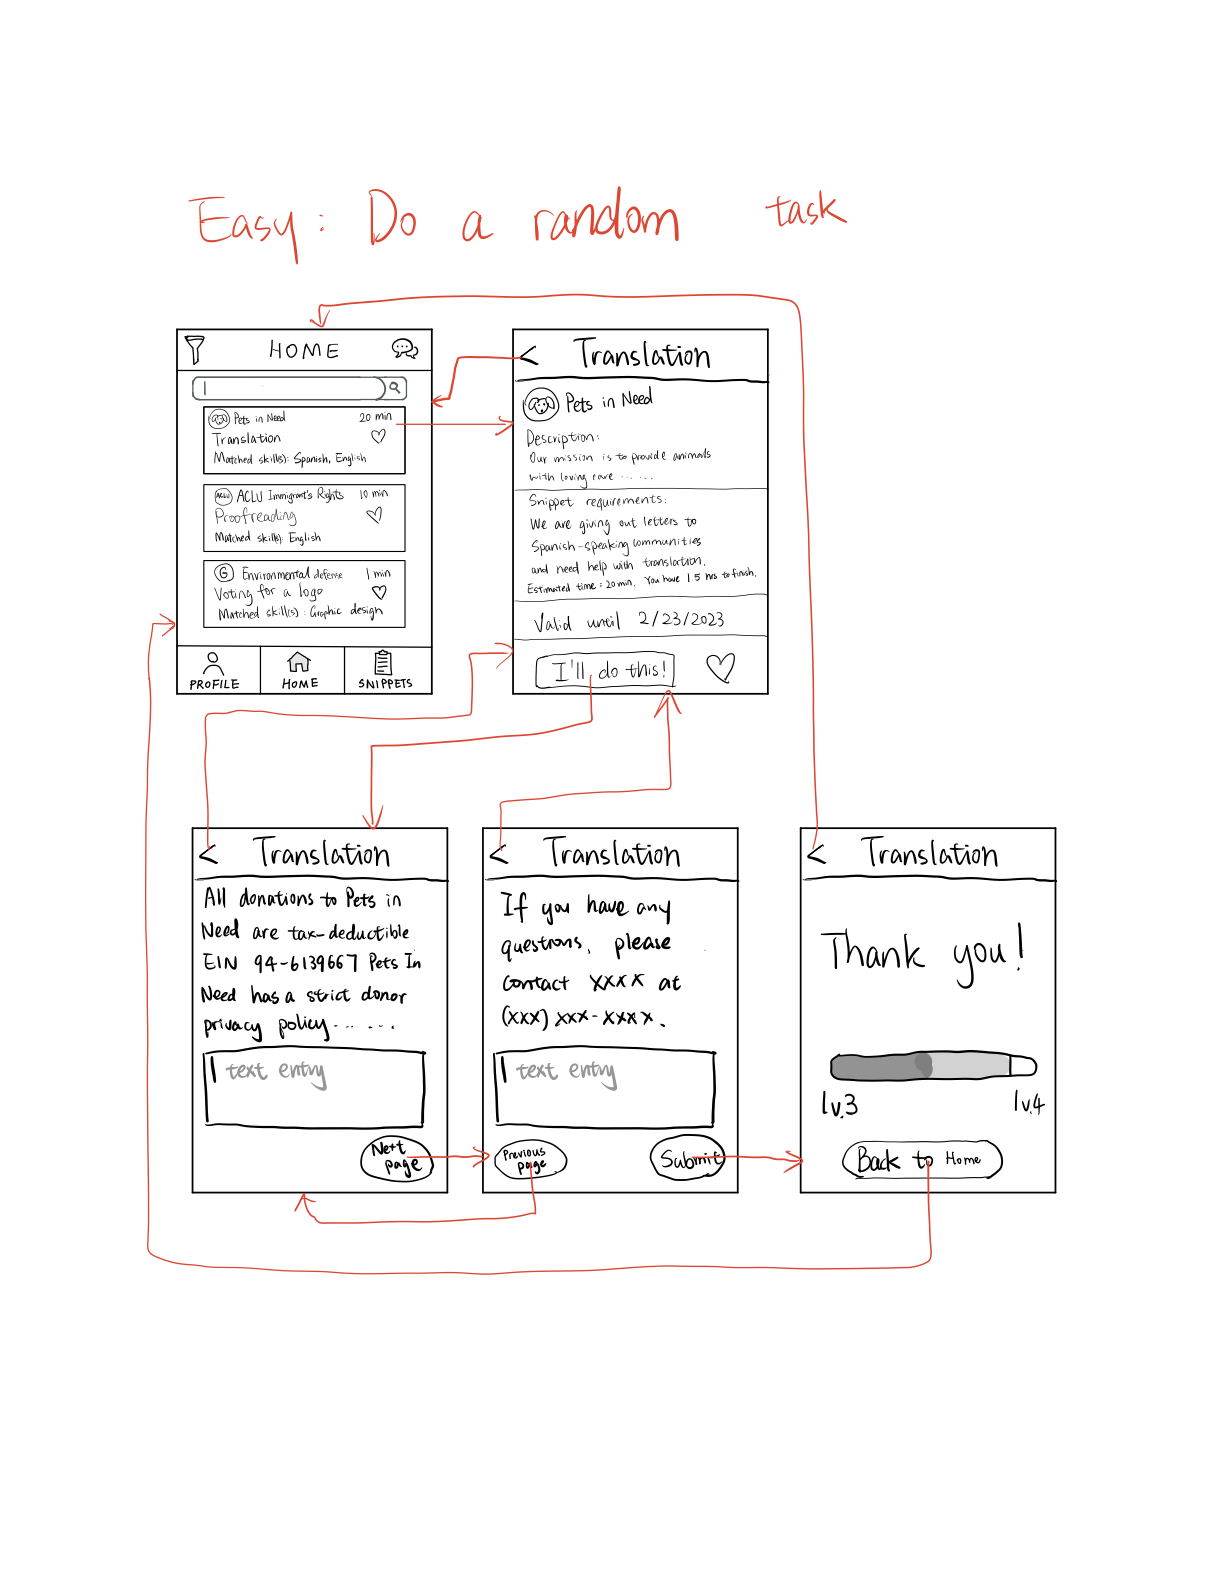 Easy: Do a random task
HOME
Pets in Need 20 min
Translation
Matched skill(s): Spanish, English
ACLU ACLU Immigrant's Rights 10 min
Proofreading
Matched skill(s): English
G Environmental defense 1 min
Voting for a logo
Matched skill(s): Graphic design
PROFILE HOME SNIPPETS
< Translation
Pets in Need
Description:
Our mission is to provide animals
with loving care ......
Snippet requirements:
We are giving out letters to
Spanish-speaking communities
and need help with translation.
Estimated time = 20 min. You have 1 5 hrs to finish.
Valid until 2/23/2023
I'll do this!
< Translation
All donations to Pets in
Need are tax-deductible
EIN 94-6139667 Pets In
Need has a strict donor
privacy policy ......
text entry
Next
page
< Translation
If you have any
questions, please
contact xxxx at
(xxx) xxx-xxxx.
text entry
Previous
page
Submit
< Translation
Thank you!
lv.3 lv.4
Back to Home